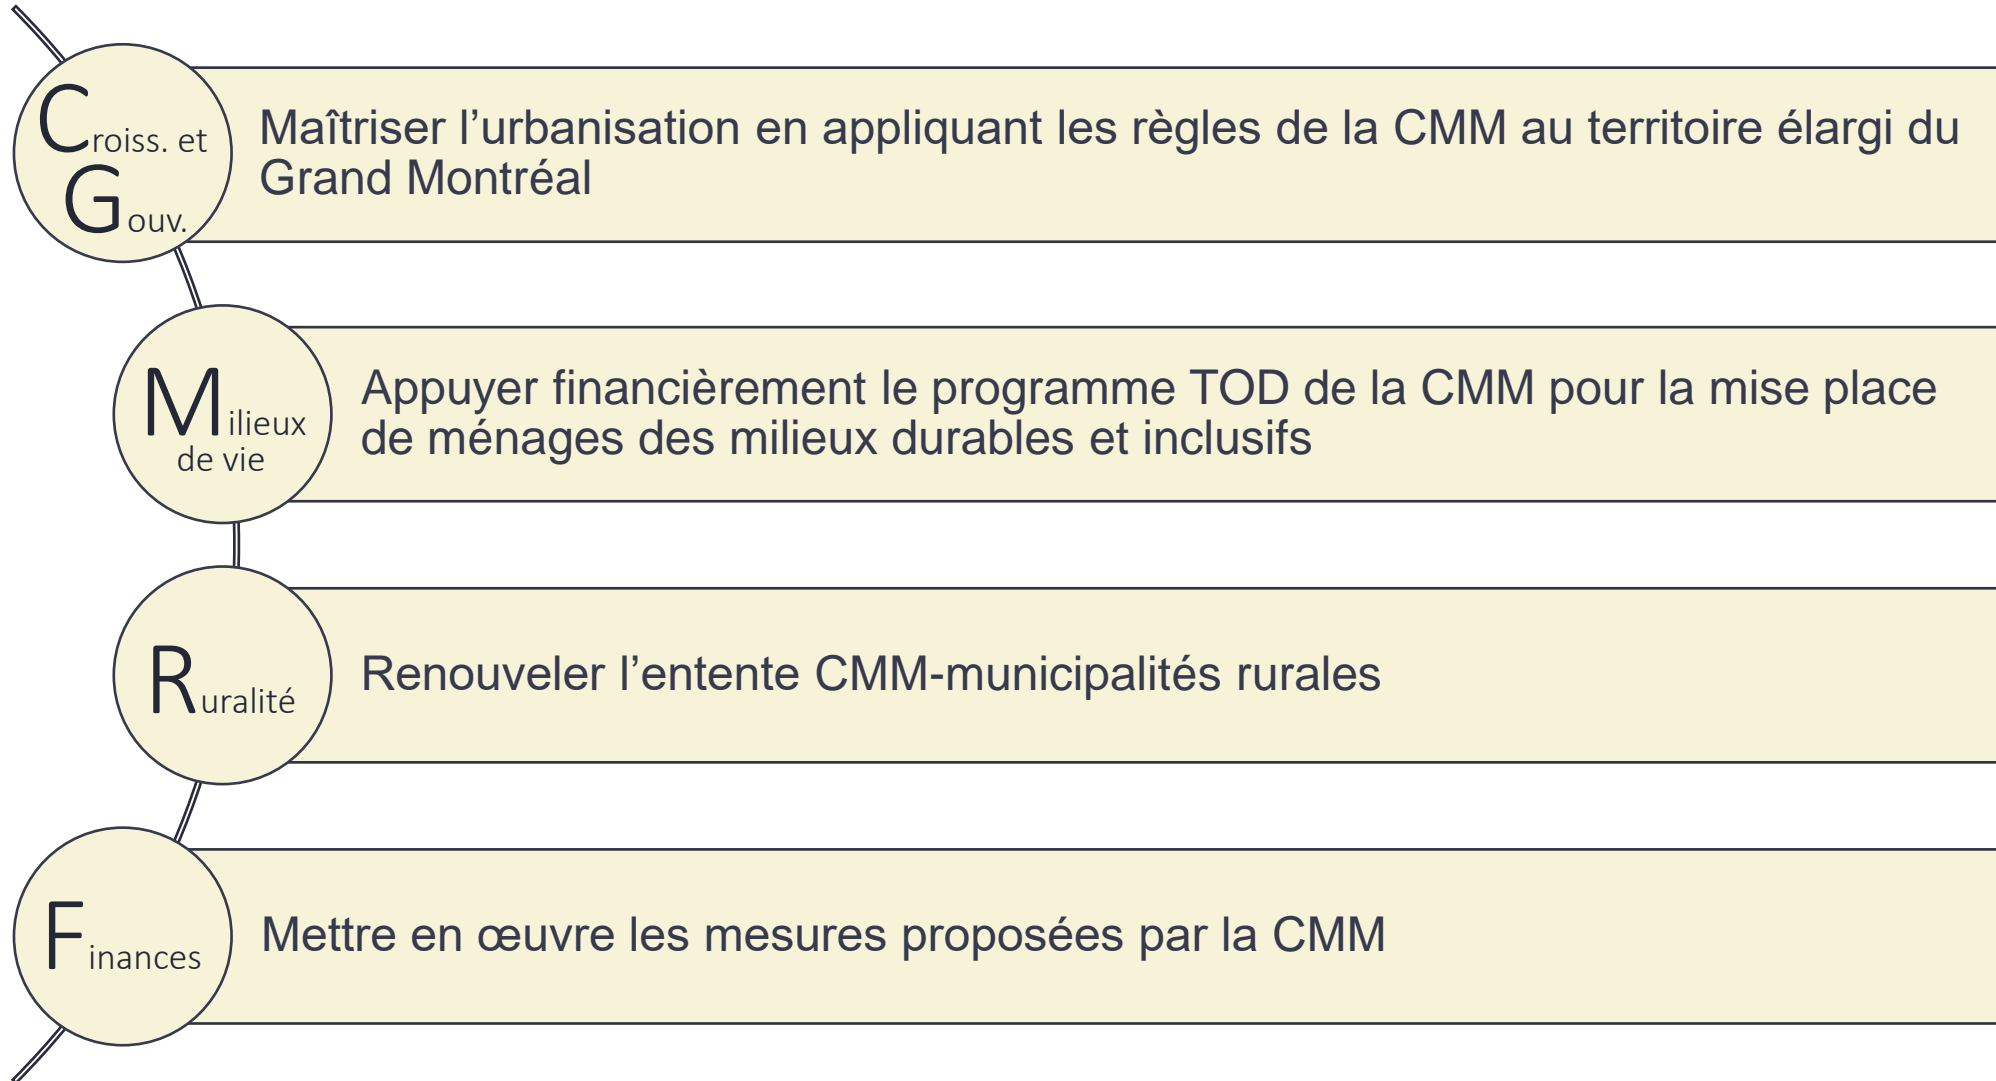 Croiss. et
Gouv.
Maîtriser l’urbanisation en appliquant les règles de la CMM au territoire élargi du
Grand Montréal
Milieux
de vie
Appuyer financièrement le programme TOD de la CMM pour la mise place
de ménages des milieux durables et inclusifs
Ruralité
Renouveler l’entente CMM-municipalités rurales
Finances
Mettre en œuvre les mesures proposées par la CMM